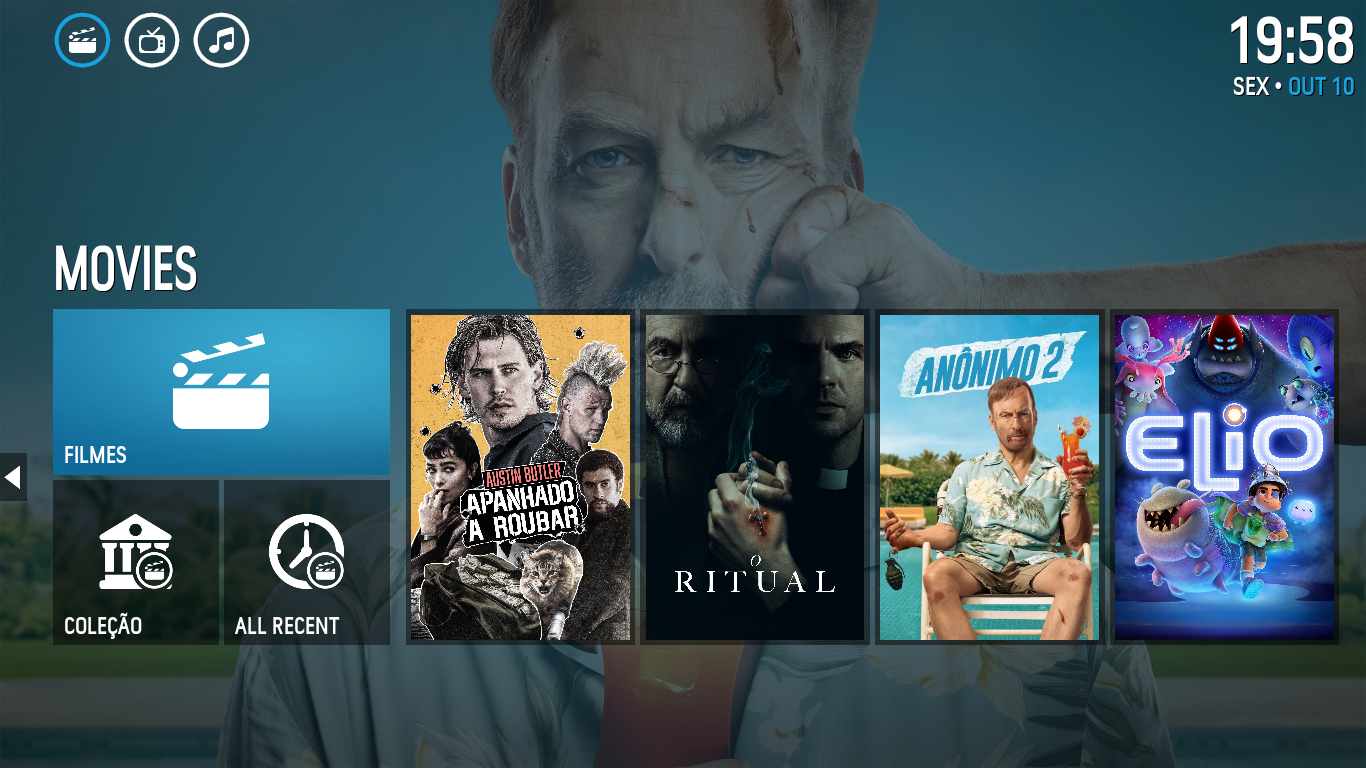 19:58
SEX • OUT 10
MOVIES
FILMES
COLEÇÃO
ALL RECENT
AUSTIN BUTLER
APANHADO
A ROUBAR
O
RITUAL
ANÔNIMO 2
ELiO